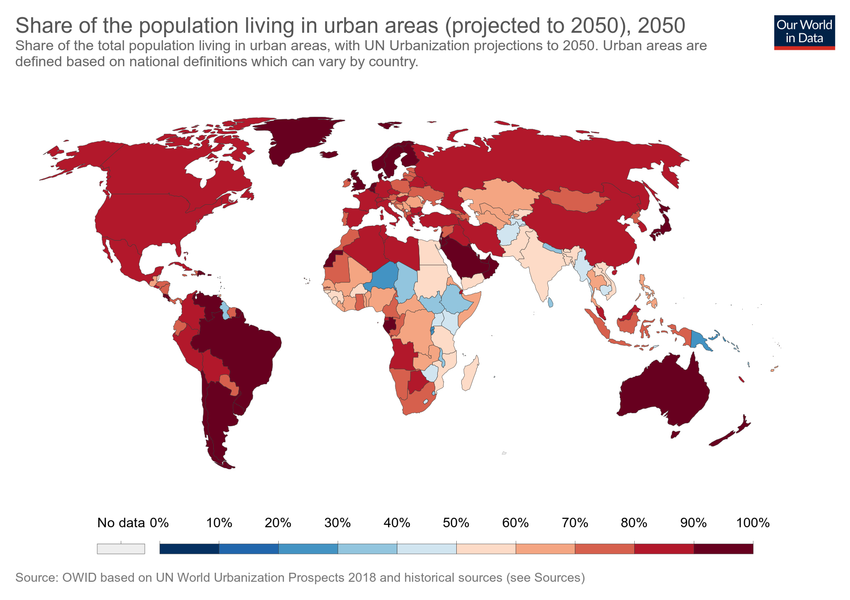 Share of the population living in urban areas (projected to 2050), 2050
Our World
in Data
Share of the total population living in urban areas, with UN Urbanization projections to 2050. Urban areas are
defined based on national definitions which can vary by country.
No data 0% 10% 20% 30% 40% 50% 60% 70% 80% 90% 100%
Source: OWID based on UN World Urbanization Prospects 2018 and historical sources (see Sources)